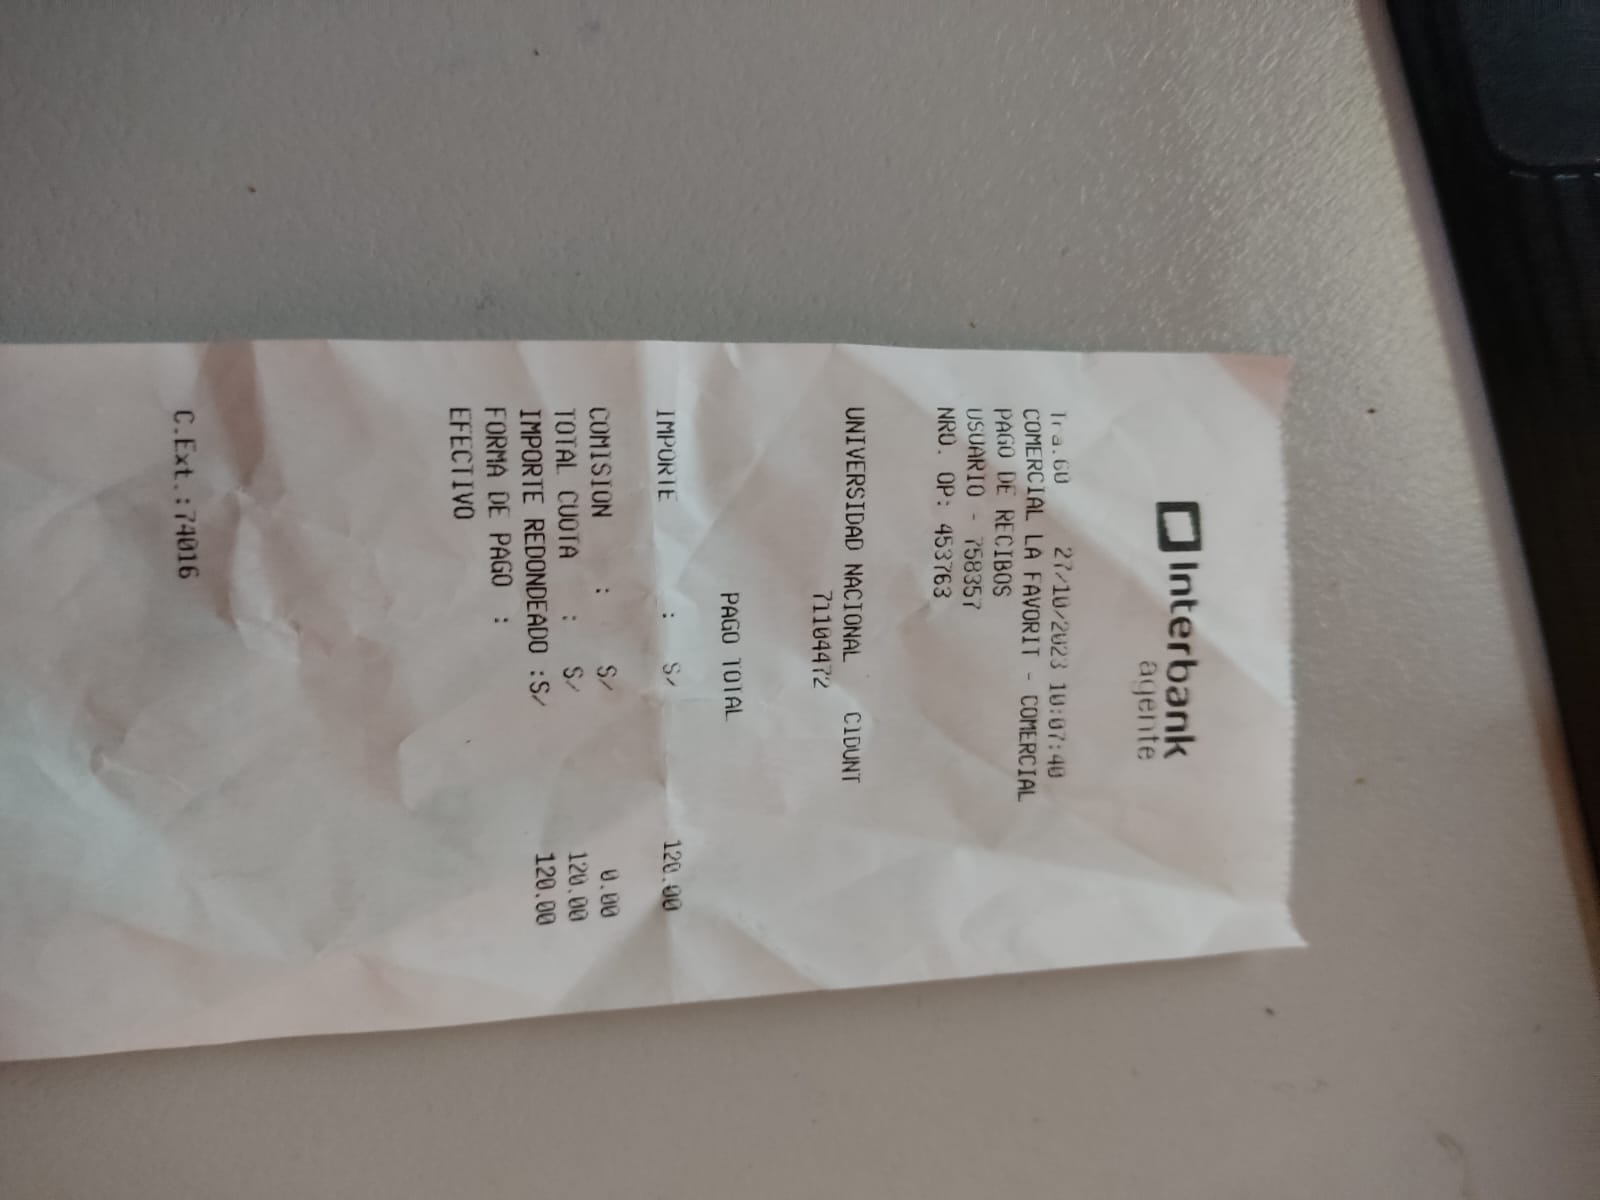 Interbank
agente
Tra.60 27/10/2023 10:07:40
COMERCIAL LA FAVORIT - COMERCIAL
PAGO DE RECIBOS
USUARIO - 758357
NRO. OP: 453763
UNIVERSIDAD NACIONAL CIDUNT
71104472
PAGO TOTAL
IMPORTE : S/ 120.00
COMISION : S/ 0.00
TOTAL CUOTA : S/ 120.00
IMPORTE REDONDEADO :S/ 120.00
FORMA DE PAGO :
EFECTIVO
C.Ext.:74016